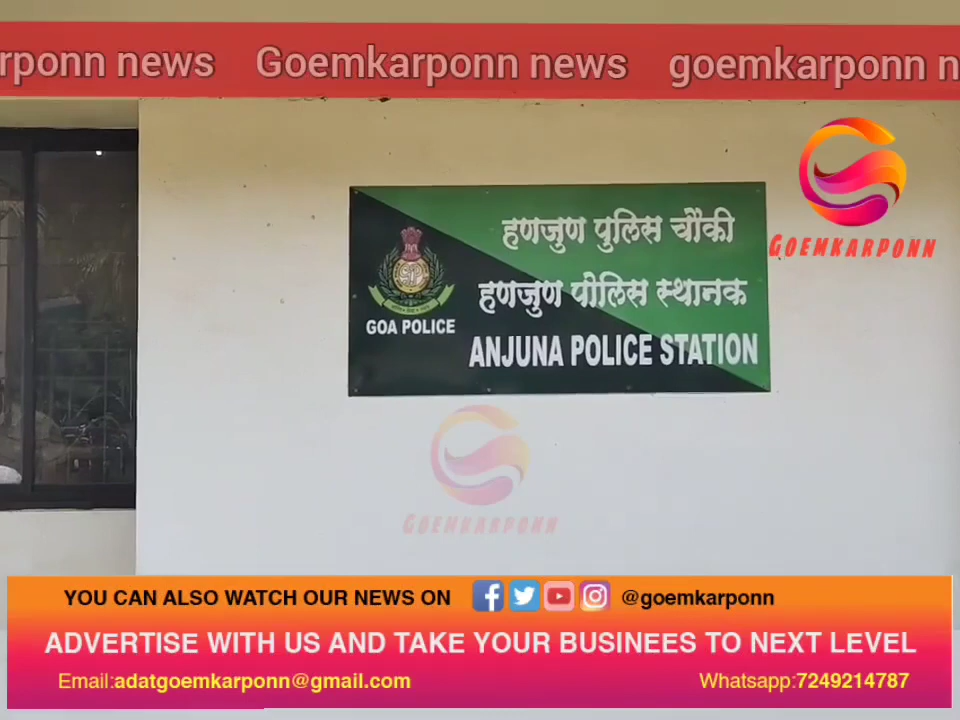 rponn news Goemkarponn news goemkarponn n
GOEMKARPONN
हणजुण पुलिस चौकी
हणजुण पोलिस स्थानक
ANJUNA POLICE STATION
GOA POLICE
GOEMKARPONN
YOU CAN ALSO WATCH OUR NEWS ON @goemkarponn
ADVERTISE WITH US AND TAKE YOUR BUSINEES TO NEXT LEVEL
Email:adatgoemkarponn@gmail.com Whatsapp:7249214787